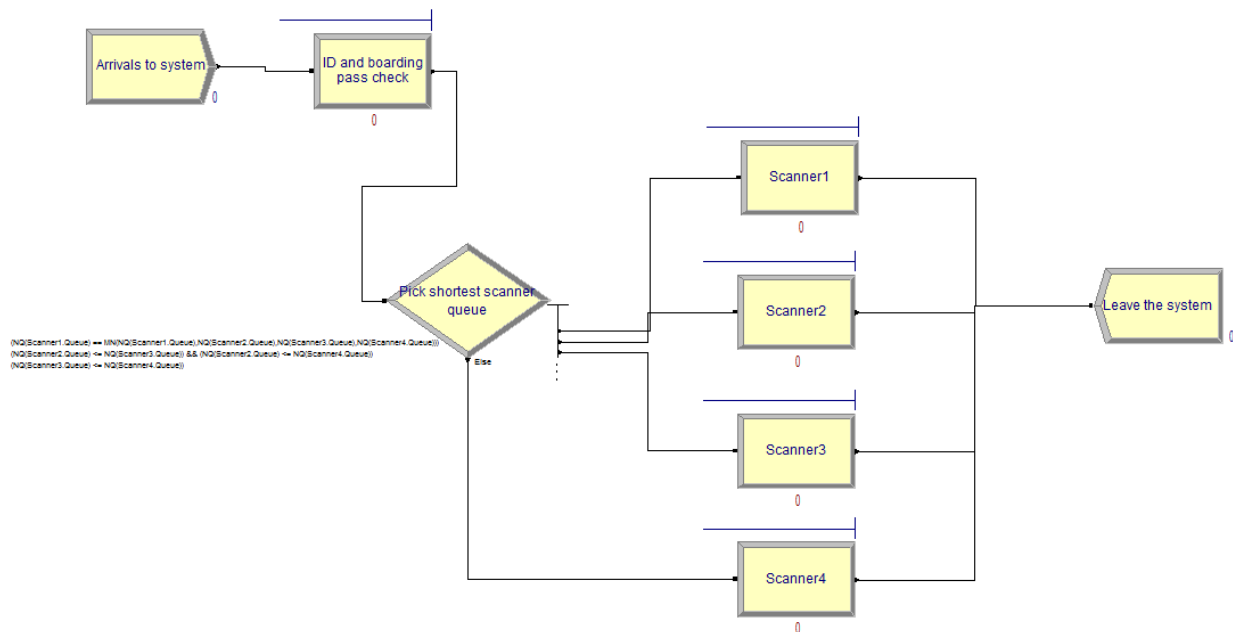 Arrivals to system
0
ID and boarding
pass check
0
Scanner1
0
Pick shortest scanner
queue
Scanner2
0
Leave the system
0
(NQ(Scanner1.Queue) == MN(NQ(Scanner1.Queue),NQ(Scanner2.Queue),NQ(Scanner3.Queue),NQ(Scanner4.Queue)))
(NQ(Scanner2.Queue) <= NQ(Scanner3.Queue)) && (NQ(Scanner2.Queue) <= NQ(Scanner4.Queue))
(NQ(Scanner3.Queue) <= NQ(Scanner4.Queue))
Else
Scanner3
0
Scanner4
0